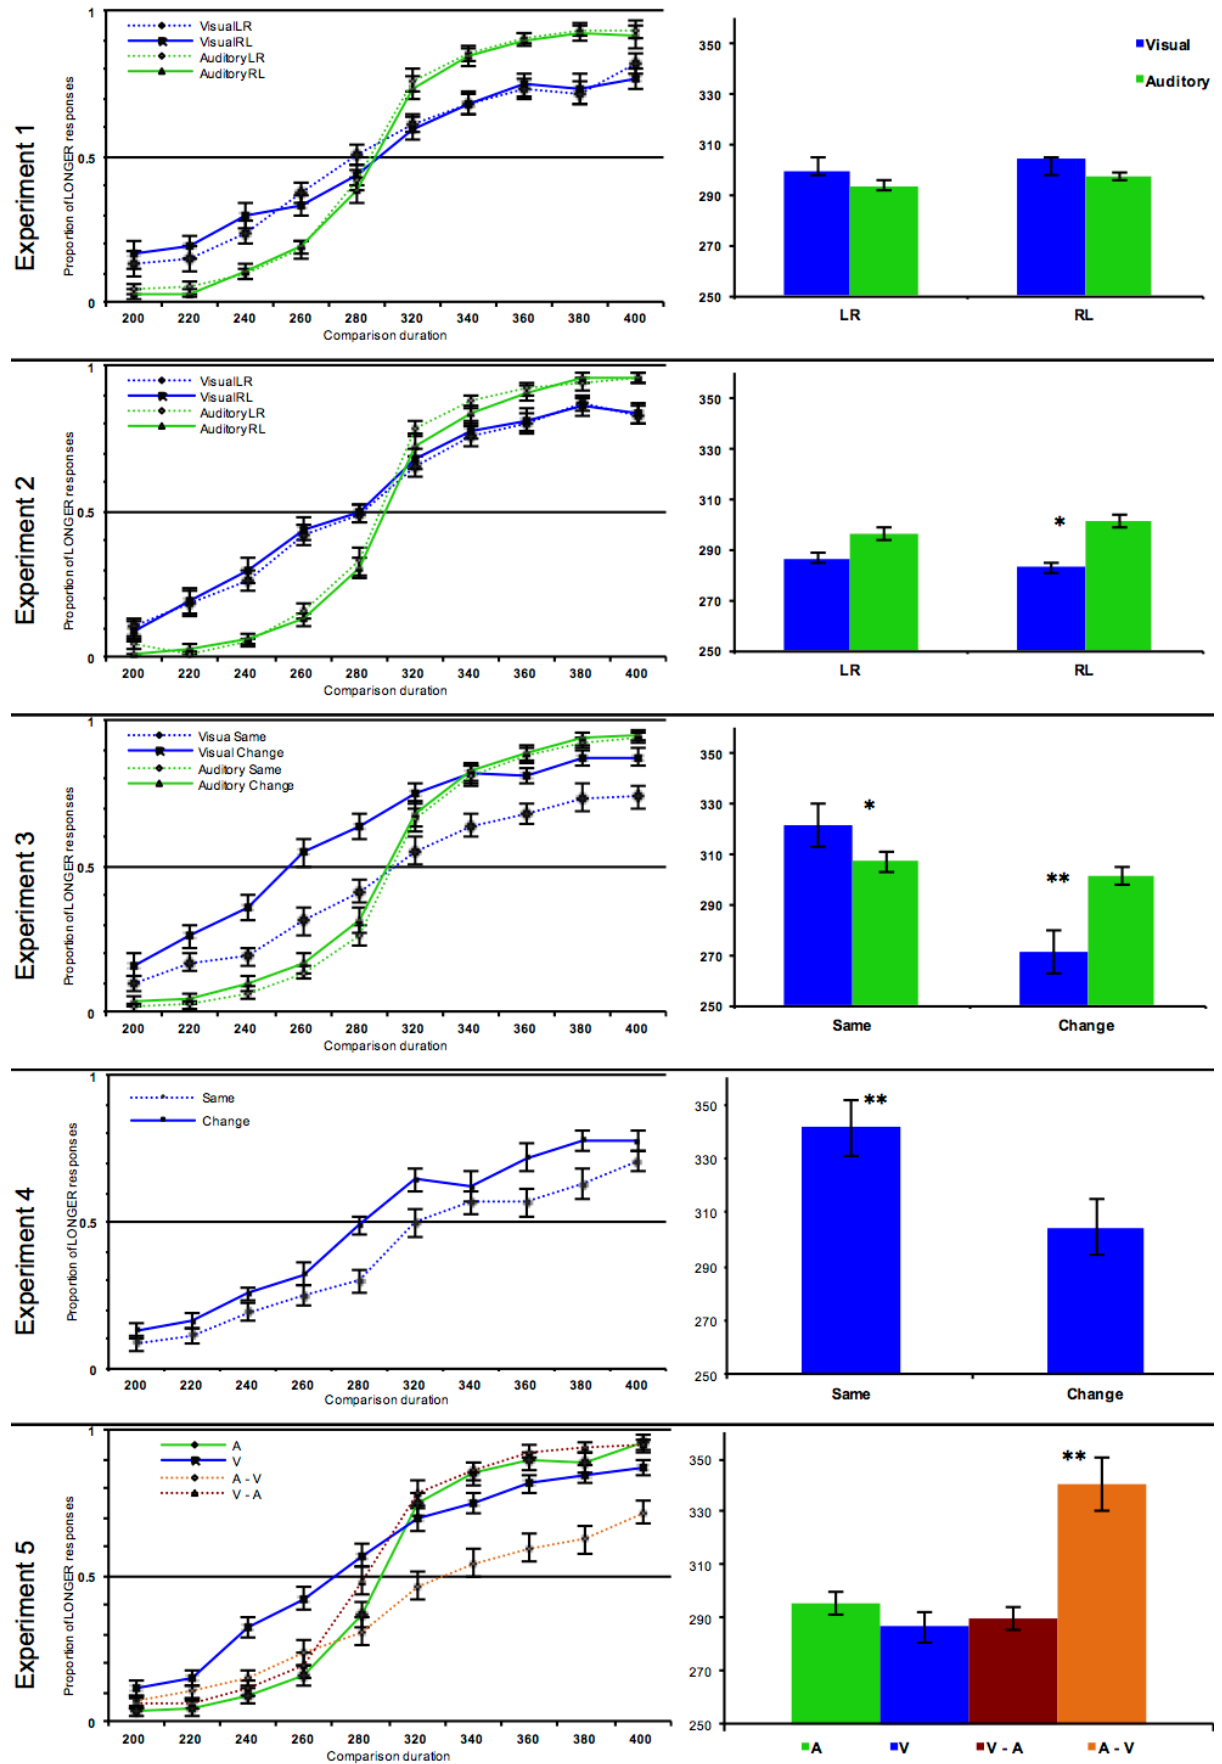 Experiment 1
Proportion of LONGER responses
1
0.5
0
VisualLR
VisualRL
AuditoryLR
AuditoryRL
200 220 240 260 280 320 340 360 380 400
Comparison duration
350
330
310
290
270
250
Visual
Auditory
LR RL
Experiment 2
Proportion of LONGER responses
1
0.5
0
VisualLR
VisualRL
AuditoryLR
AuditoryRL
200 220 240 260 280 320 340 360 380 400
Comparison duration
350
330
310
290
270
250
*
LR RL
Experiment 3
Proportion of LONGER responses
1
0.5
0
Visua Same
Visual Change
Auditory Same
Auditory Change
200 220 240 260 280 320 340 360 380 400
Comparison duration
350
330
310
290
270
250
*
**
Same Change
Experiment 4
Proportion of LONGER responses
1
0.5
0
Same
Change
200 220 240 260 280 320 340 360 380 400
Comparison duration
350
330
310
290
270
250
**
Same Change
Experiment 5
Proportion of LONGER responses
1
0.5
0
A
V
A - V
V - A
200 220 240 260 280 320 340 360 380 400
Comparison duration
350
330
310
290
270
250
**
A V V - A A - V